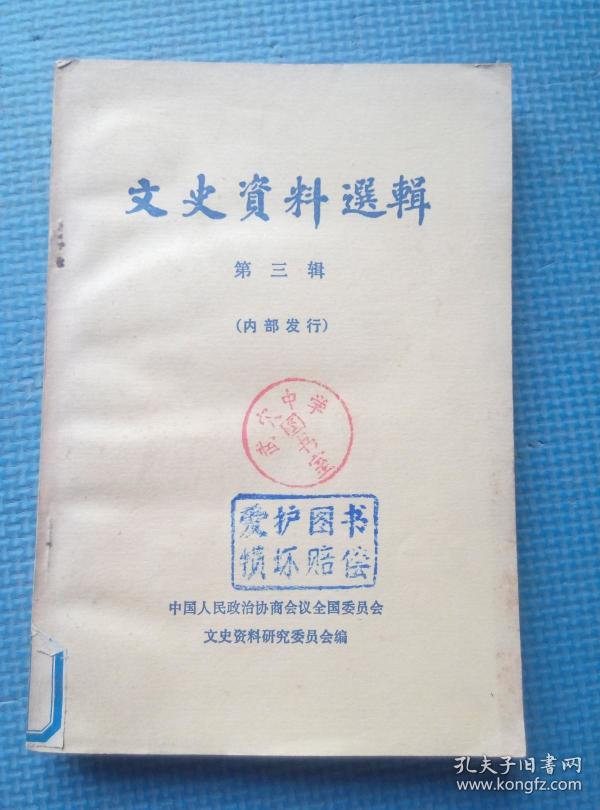 文史資料選輯
第三辑
(内部发行)
武穴中学
图书室
爱护图书
损坏赔偿
中国人民政治协商会议全国委员会
文史资料研究委员会编
孔夫子旧书网
www.kongfz.com